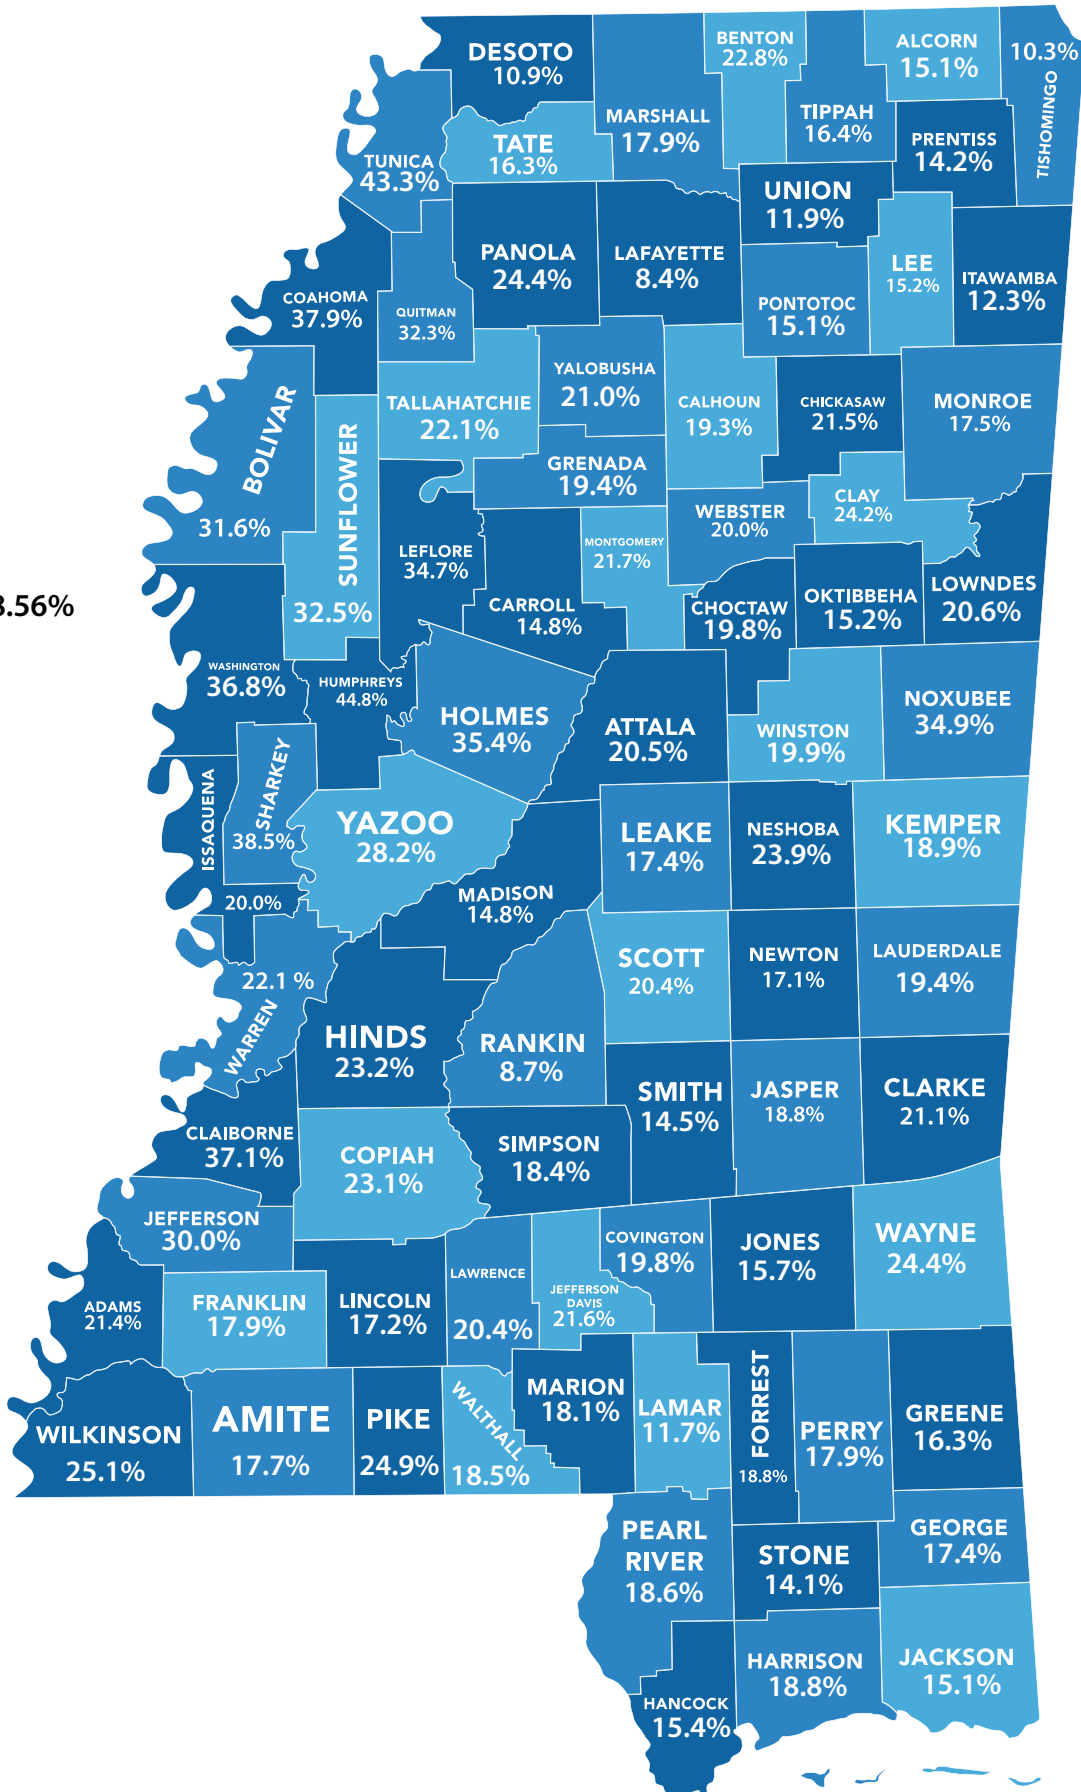 DESOTO
10.9%
BENTON
22.8%
ALCORN
15.1%
10.3%
TISHOMINGO
MARSHALL
17.9%
TIPPAH
16.4%
PRENTISS
14.2%
TATE
16.3%
TUNICA
43.3%
UNION
11.9%
PANOLA
24.4%
LAFAYETTE
8.4%
LEE
15.2%
ITAWAMBA
12.3%
COAHOMA
37.9%
QUITMAN
32.3%
PONTOTOC
15.1%
YALOBUSHA
21.0%
TALLAHATCHIE
22.1%
CALHOUN
19.3%
CHICKASAW
21.5%
MONROE
17.5%
BOLIVAR
31.6%
SUNFLOWER
32.5%
GRENADA
19.4%
WEBSTER
20.0%
CLAY
24.2%
LEFLORE
34.7%
MONTGOMERY
21.7%
CARROLL
14.8%
CHOCTAW
19.8%
OKTIBBEHA
15.2%
LOWNDES
20.6%
.56%
WASHINGTON
36.8%
HUMPHREYS
44.8%
HOLMES
35.4%
ATTALA
20.5%
WINSTON
19.9%
NOXUBEE
34.9%
ISSAQUENA
20.0%
SHARKEY
38.5%
YAZOO
28.2%
LEAKE
17.4%
NESHOBA
23.9%
KEMPER
18.9%
MADISON
14.8%
SCOTT
20.4%
NEWTON
17.1%
LAUDERDALE
19.4%
22.1 %
WARREN
HINDS
23.2%
RANKIN
8.7%
SMITH
14.5%
JASPER
18.8%
CLARKE
21.1%
CLAIBORNE
37.1%
COPIAH
23.1%
SIMPSON
18.4%
JEFFERSON
30.0%
COVINGTON
19.8%
JONES
15.7%
WAYNE
24.4%
ADAMS
21.4%
FRANKLIN
17.9%
LINCOLN
17.2%
LAWRENCE
20.4%
JEFFERSON
DAVIS
21.6%
WILKINSON
25.1%
AMITE
17.7%
PIKE
24.9%
WALTHALL
18.5%
MARION
18.1%
LAMAR
11.7%
FORREST
18.8%
PERRY
17.9%
GREENE
16.3%
PEARL
RIVER
18.6%
STONE
14.1%
GEORGE
17.4%
HANCOCK
15.4%
HARRISON
18.8%
JACKSON
15.1%